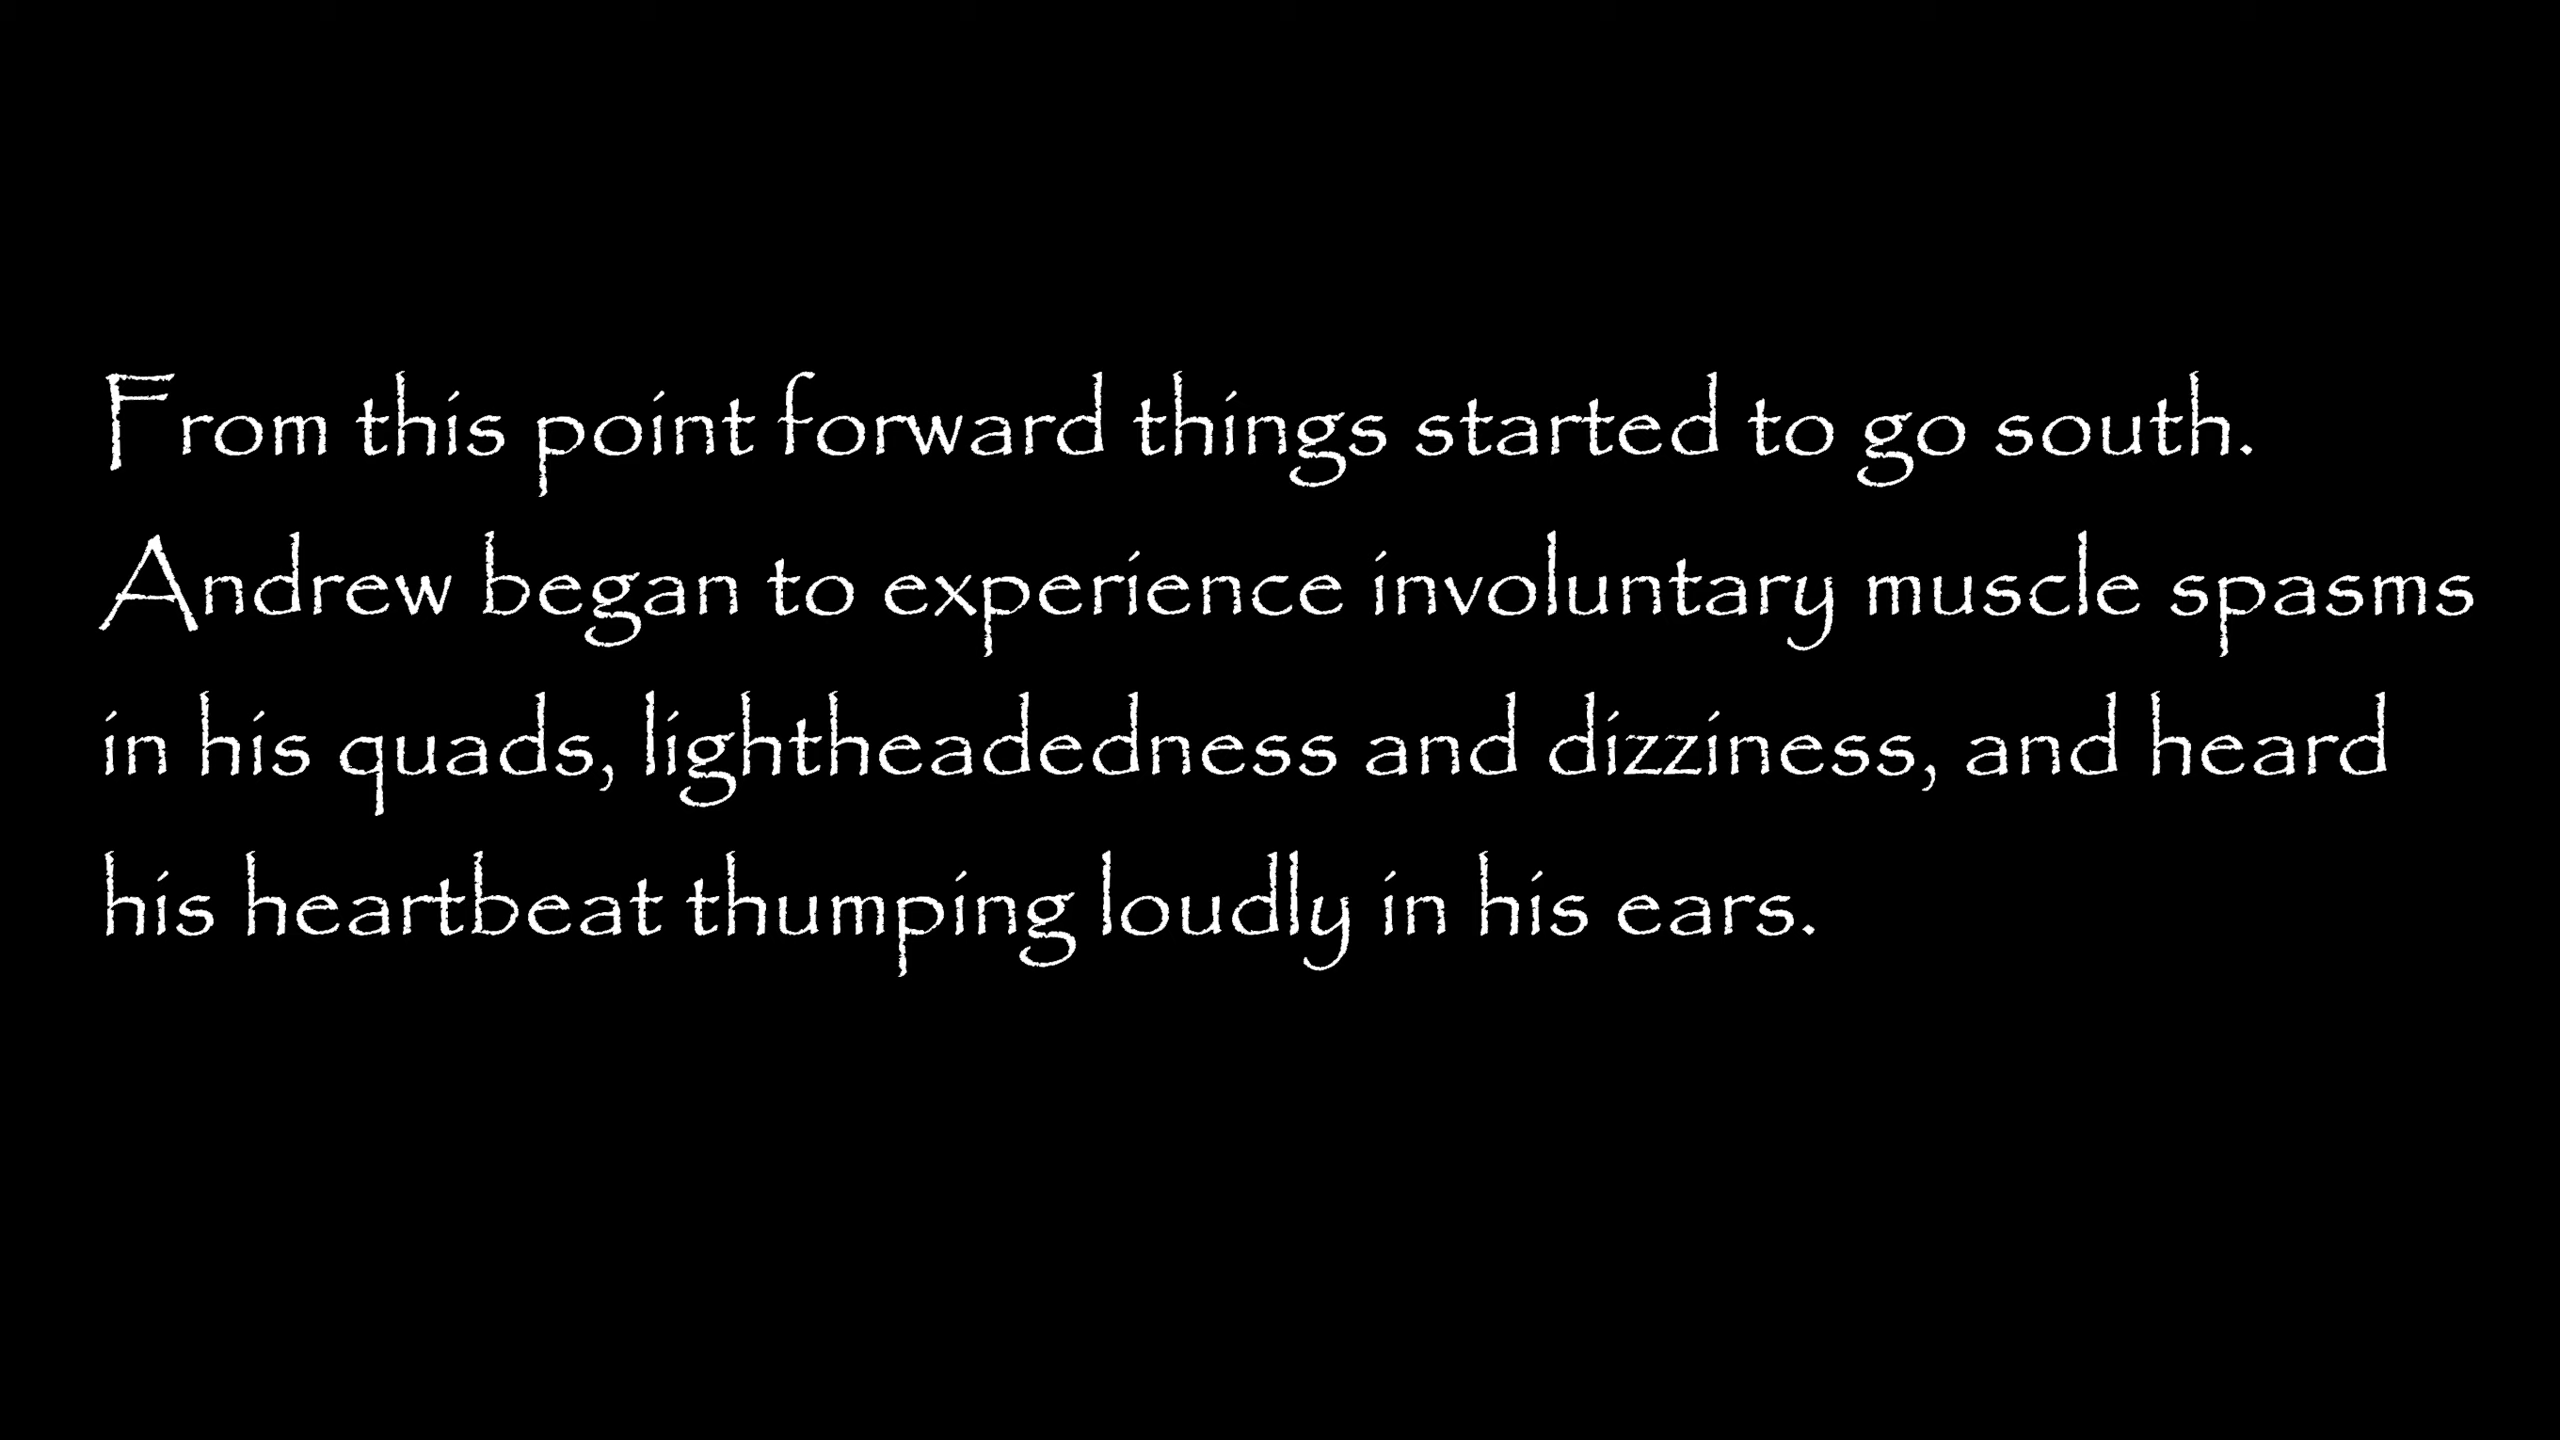 From this point forward things started to go south.
Andrew began to experience involuntary muscle spasms
in his quads, lightheadedness and dizziness, and heard
his heartbeat thumping loudly in his ears.